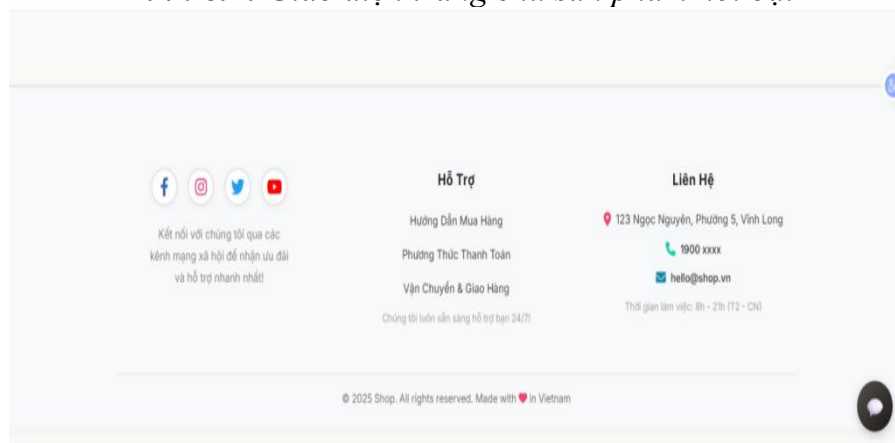 Kết nối với chúng tôi qua các
kênh mạng xã hội để nhận ưu đãi
và hỗ trợ nhanh nhất!
Hỗ Trợ
Hướng Dẫn Mua Hàng
Phương Thức Thanh Toán
Vận Chuyển & Giao Hàng
Chúng tôi luôn sẵn sàng hỗ trợ bạn 24/7!
Liên Hệ
123 Ngọc Nguyên, Phường 5, Vĩnh Long
1900 xxxx
hello@shop.vn
Thời gian làm việc: 8h - 21h (T2 - CN)
© 2025 Shop. All rights reserved. Made with ❤ in Vietnam